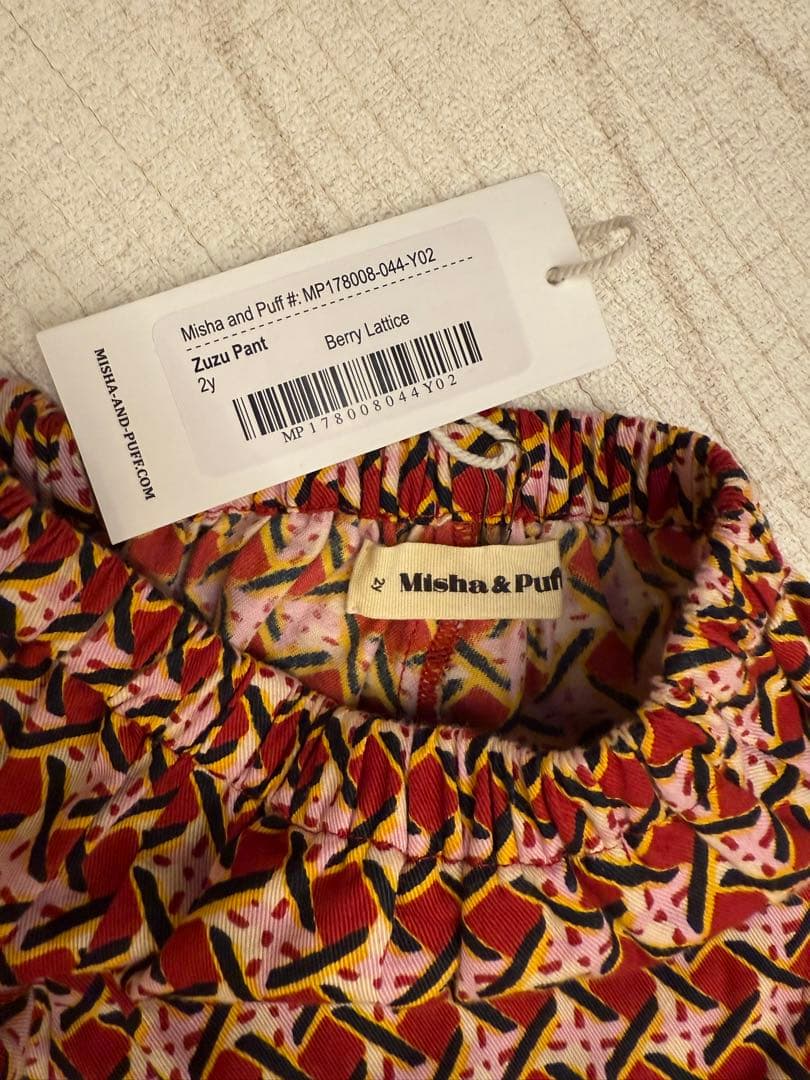 Misha and Puff #: MP178008-044-Y02
Zuzu Pant Berry Lattice
2y
MP178008044Y02
MISHA-AND-PUFF.COM
2y
Misha & Puff